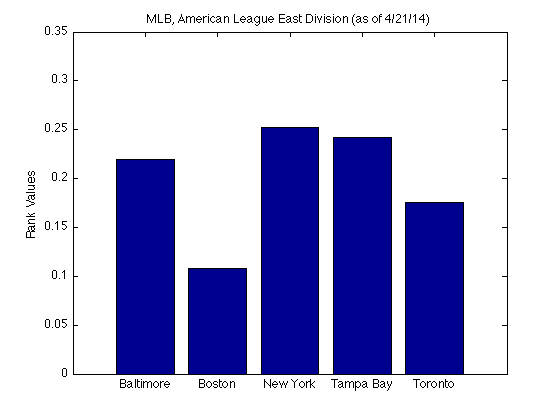 MLB, American League East Division (as of 4/21/14)
0.35
0.3
0.25
0.2
0.15
0.1
0.05
0
Rank Values
Baltimore Boston New York Tampa Bay Toronto